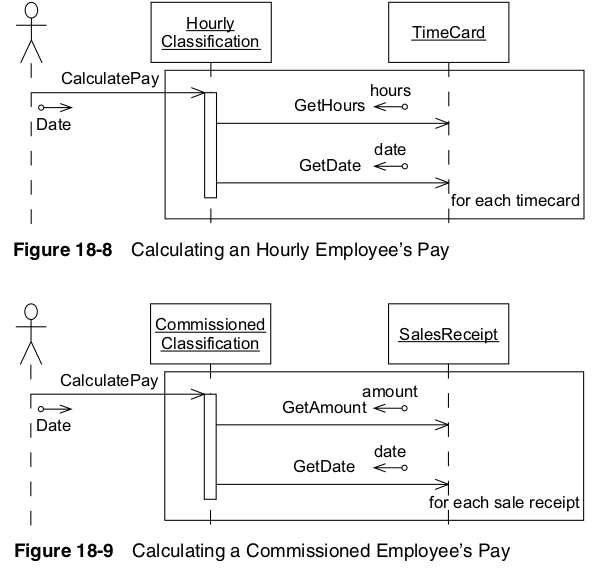 Hourly
Classification
TimeCard
CalculatePay
hours
GetHours
Date
date
GetDate
for each timecard
Figure 18-8 Calculating an Hourly Employee's Pay
Commissioned
Classification
SalesReceipt
CalculatePay
amount
GetAmount
Date
date
GetDate
for each sale receipt
Figure 18-9 Calculating a Commissioned Employee's Pay